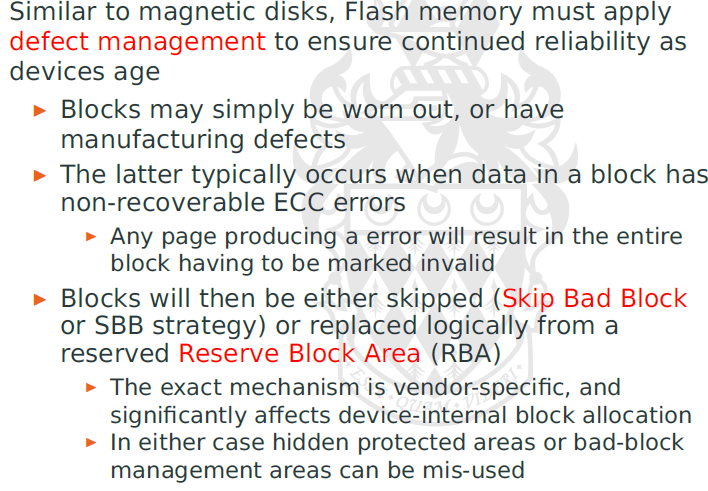 Similar to magnetic disks, Flash memory must apply
defect management to ensure continued reliability as
devices age
► Blocks may simply be worn out, or have
manufacturing defects
► The latter typically occurs when data in a block has
non-recoverable ECC errors
► Any page producing a error will result in the entire
block having to be marked invalid
► Blocks will then be either skipped (Skip Bad Block
or SBB strategy) or replaced logically from a
reserved Reserve Block Area (RBA)
► The exact mechanism is vendor-specific, and
significantly affects device-internal block allocation
► In either case hidden protected areas or bad-block
management areas can be mis-used